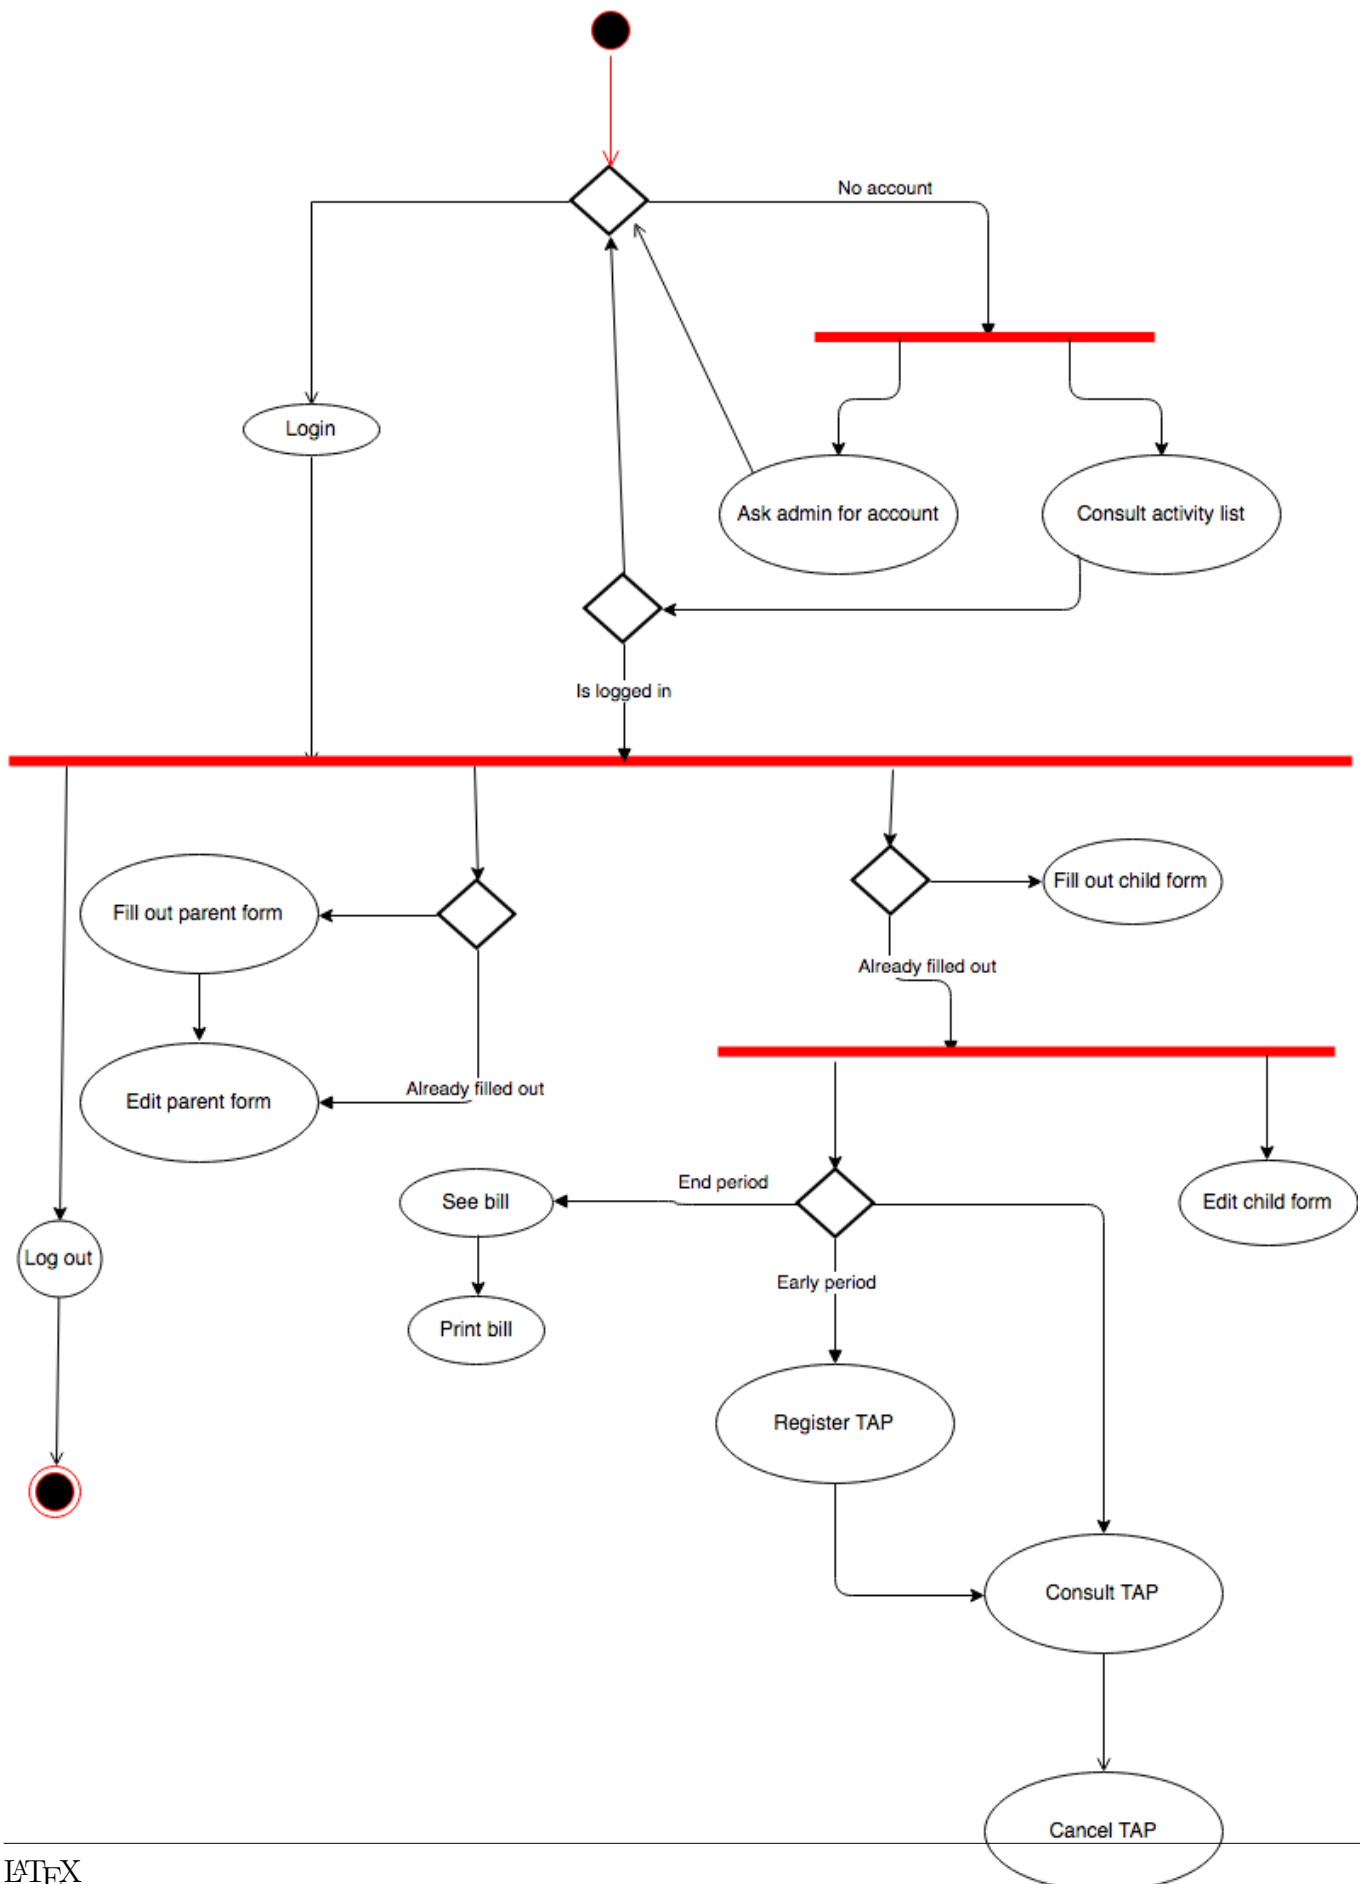 No account
Login
Ask admin for account
Consult activity list
Is logged in
Fill out child form
Fill out parent form
Already filled out
Already filled out
Edit parent form
End period
See bill
Edit child form
Log out
Early period
Print bill
Register TAP
Consult TAP
Cancel TAP
LATEX